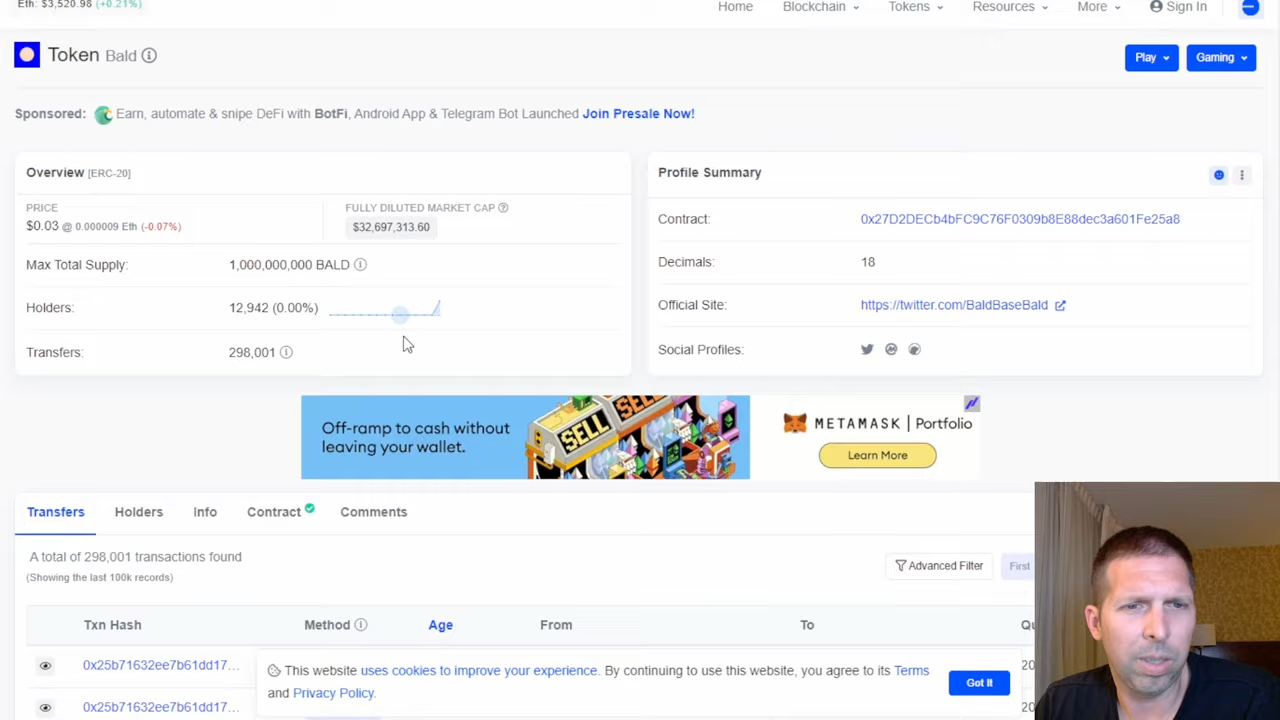 Eth: $3,520.98 (+0.21%)
Home Blockchain Tokens Resources More Sign In
Token Bald
Play Gaming
Sponsored: Earn, automate & snipe DeFi with BotFi, Android App & Telegram Bot Launched Join Presale Now!
Overview [ERC-20]
PRICE
$0.03 @ 0.000009 Eth (-0.07%)
FULLY DILUTED MARKET CAP
$32,697,313.60
Max Total Supply: 1,000,000,000 BALD
Holders: 12,942 (0.00%)
Transfers: 298,001
Profile Summary
Contract: 0x27D2DECb4bFC9C76F0309b8E88dec3a601Fe25a8
Decimals: 18
Official Site: https://twitter.com/BaldBaseBald
Social Profiles:
Off-ramp to cash without
leaving your wallet.
SELL
SELL
METAMASK | Portfolio
Learn More
Transfers Holders Info Contract Comments
A total of 298,001 transactions found
(Showing the last 100k records)
Advanced Filter First
Txn Hash Method Age From To
0x25b71632ee7b61dd17...
0x25b71632ee7b61dd17...
This website uses cookies to improve your experience. By continuing to use this website, you agree to its Terms
and Privacy Policy.
Got It